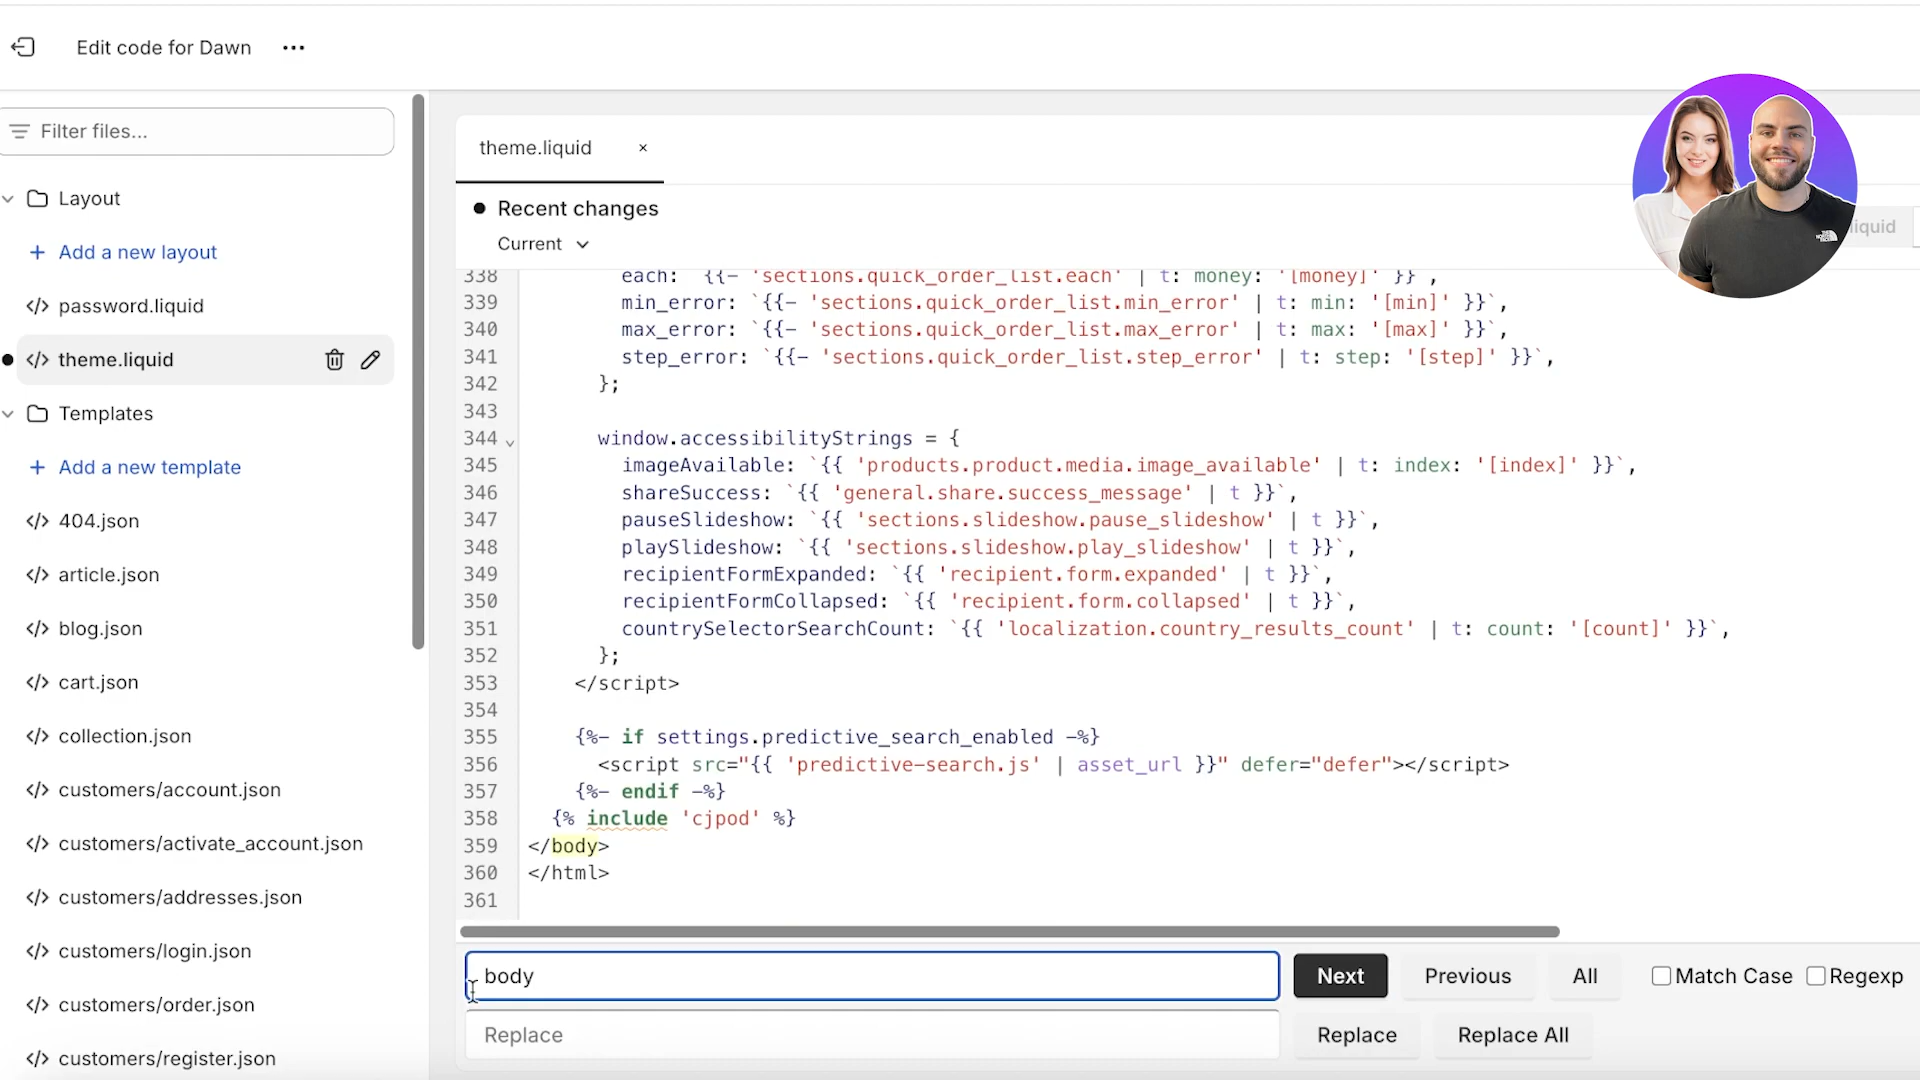 Edit code for Dawn
Filter files...
Layout
Add a new layout
password.liquid
theme.liquid
Templates
Add a new template
404.json
article.json
blog.json
cart.json
collection.json
customers/account.json
customers/activate_account.json
customers/addresses.json
customers/login.json
customers/order.json
customers/register.json
theme.liquid ×
Recent changes
Current
liquid
338 each: `{{- 'sections.quick_order_list.each' | t: money: '[money]' }}`,
339 min_error: `{{- 'sections.quick_order_list.min_error' | t: min: '[min]' }}`,
340 max_error: `{{- 'sections.quick_order_list.max_error' | t: max: '[max]' }}`,
341 step_error: `{{- 'sections.quick_order_list.step_error' | t: step: '[step]' }}`,
342 };
343
344 window.accessibilityStrings = {
345 imageAvailable: `{{ 'products.product.media.image_available' | t: index: '[index]' }}`,
346 shareSuccess: `{{ 'general.share.success_message' | t }}`,
347 pauseSlideshow: `{{ 'sections.slideshow.pause_slideshow' | t }}`,
348 playSlideshow: `{{ 'sections.slideshow.play_slideshow' | t }}`,
349 recipientFormExpanded: `{{ 'recipient.form.expanded' | t }}`,
350 recipientFormCollapsed: `{{ 'recipient.form.collapsed' | t }}`,
351 countrySelectorSearchCount: `{{ 'localization.country_results_count' | t: count: '[count]' }}`,
352 };
353 </script>
354
355 {%- if settings.predictive_search_enabled -%}
356 <script src="{{ 'predictive-search.js' | asset_url }}" defer="defer"></script>
357 {%- endif -%}
358 {% include 'cjpod' %}
359 </body>
360 </html>
361
body
Next Previous All Match Case Regexp
Replace
Replace Replace All